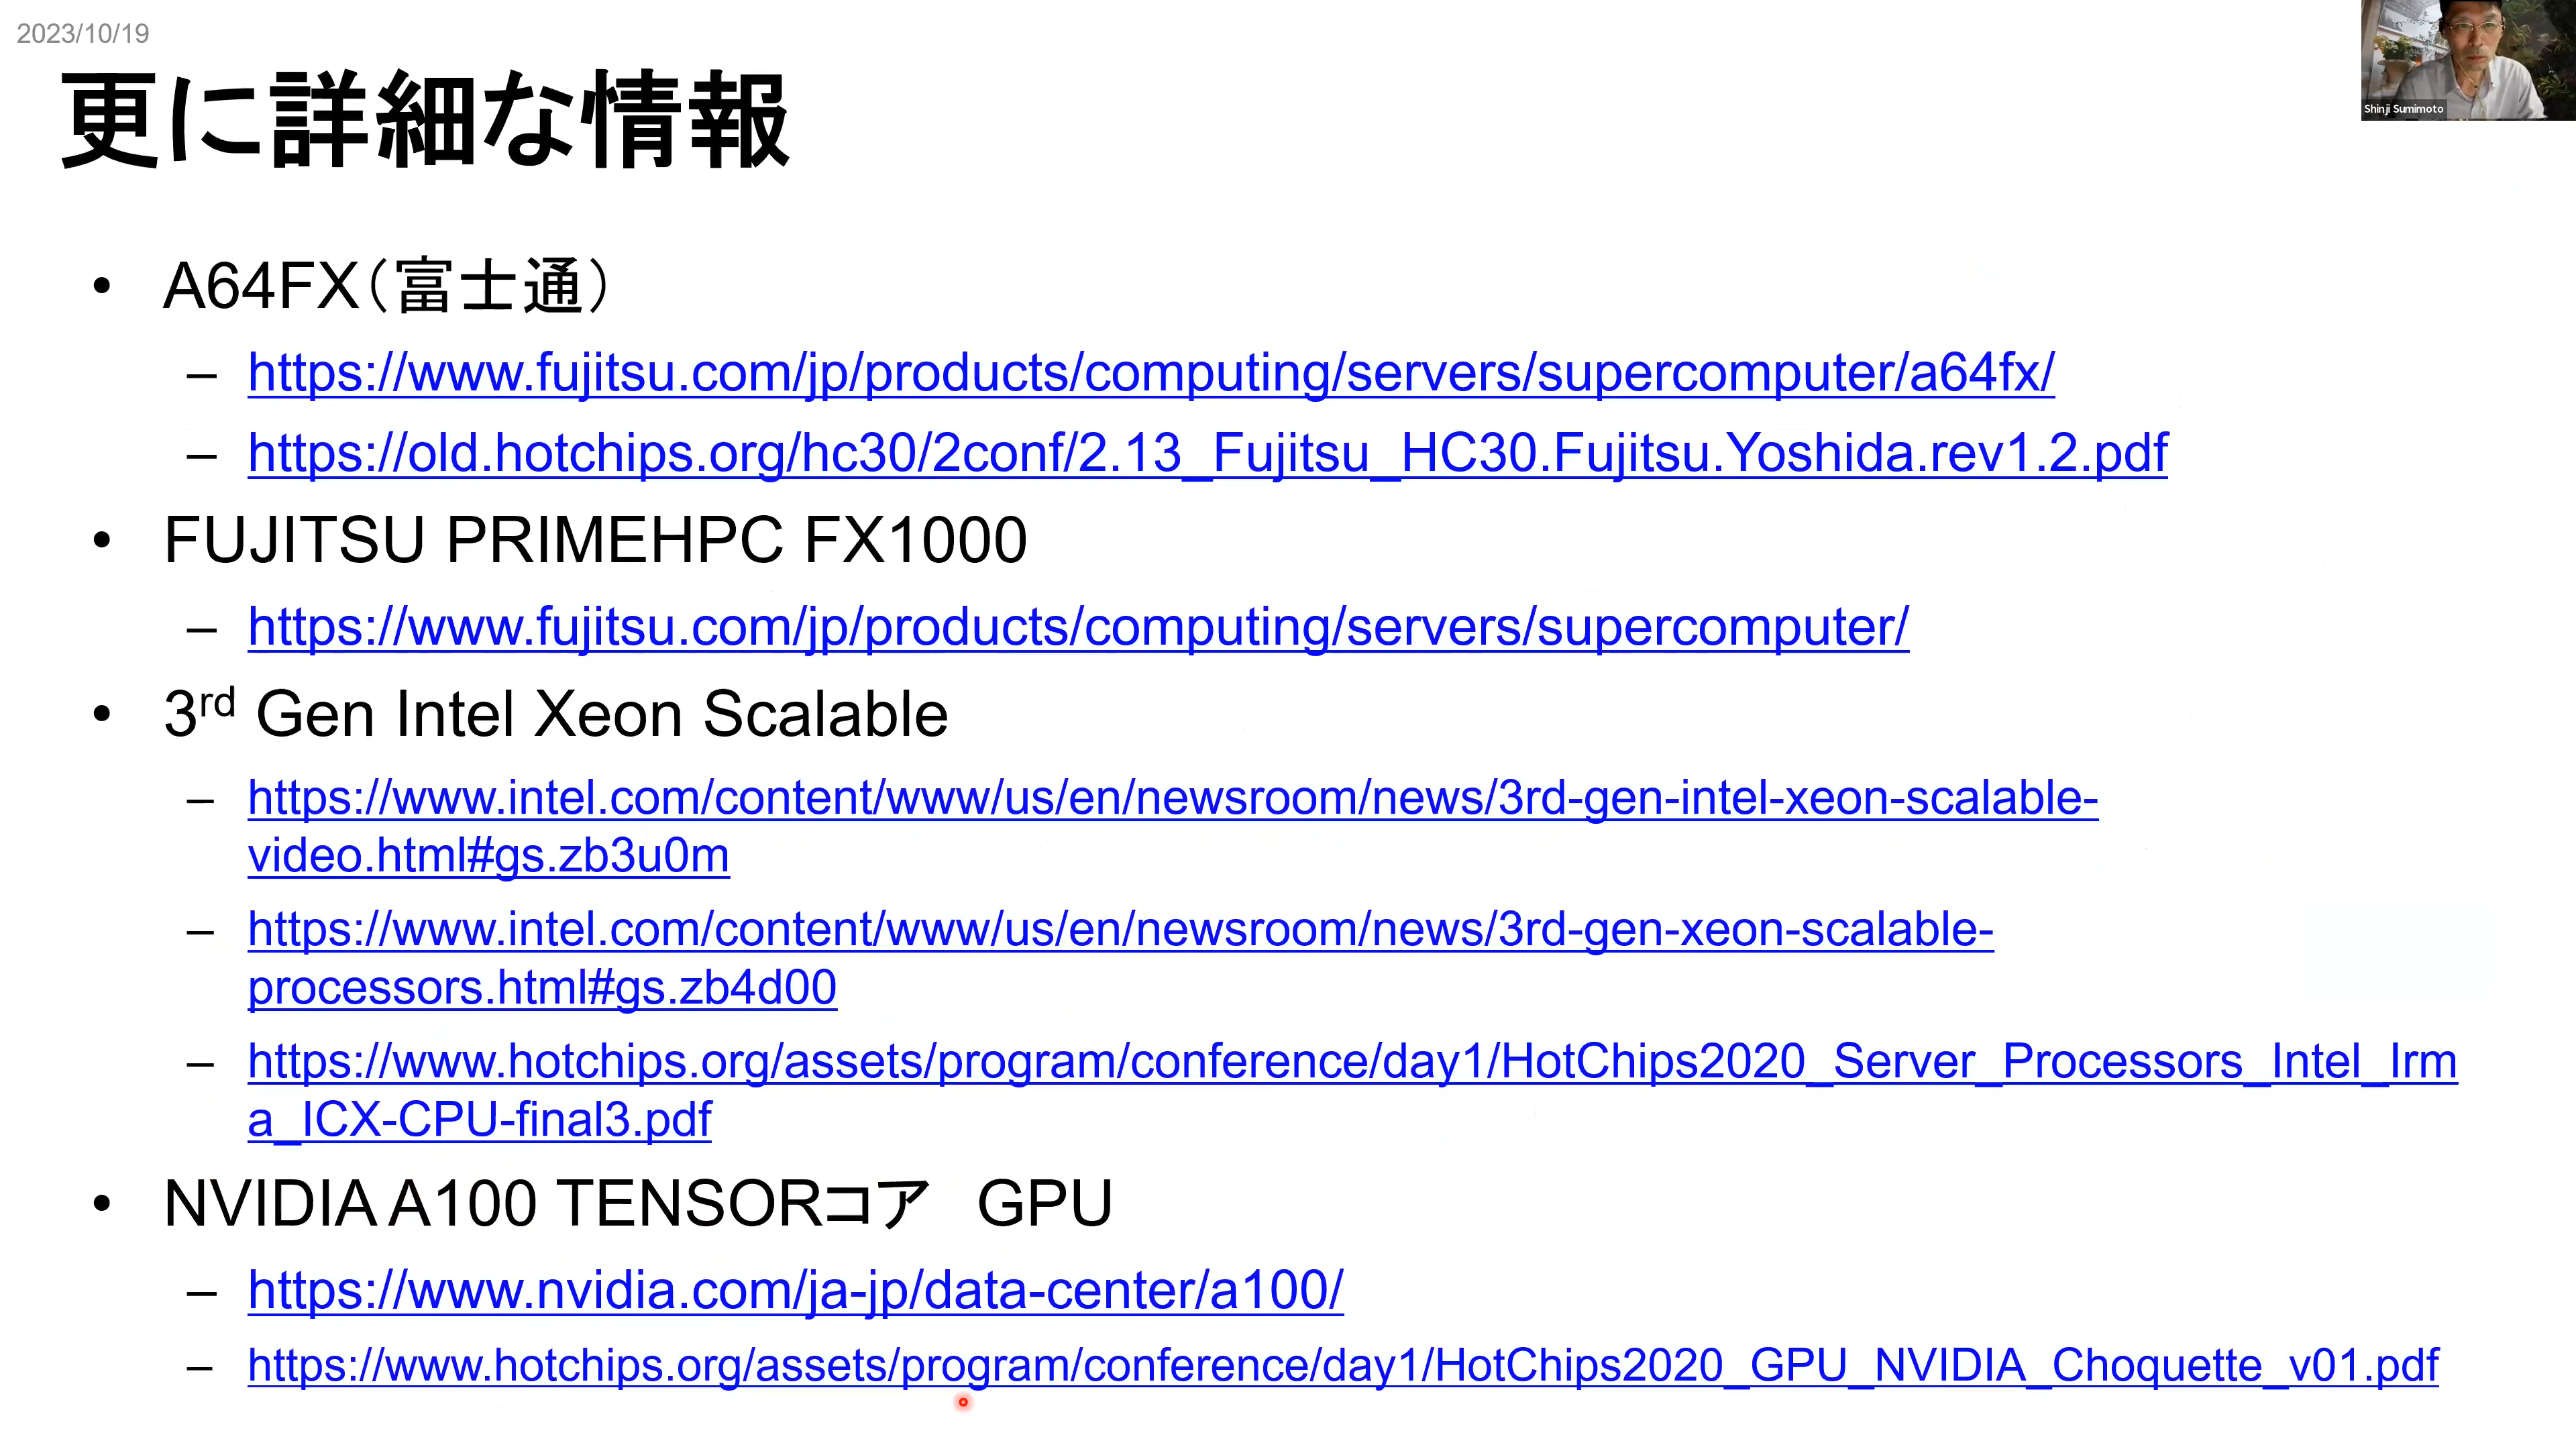 2023/10/19
Shinji Sumimoto
更に詳細な情報
• A64FX（富士通）
– https://www.fujitsu.com/jp/products/computing/servers/supercomputer/a64fx/
– https://old.hotchips.org/hc30/2conf/2.13_Fujitsu_HC30.Fujitsu.Yoshida.rev1.2.pdf
• FUJITSU PRIMEHPC FX1000
– https://www.fujitsu.com/jp/products/computing/servers/supercomputer/
• 3rd Gen Intel Xeon Scalable
– https://www.intel.com/content/www/us/en/newsroom/news/3rd-gen-intel-xeon-scalable-
video.html#gs.zb3u0m
– https://www.intel.com/content/www/us/en/newsroom/news/3rd-gen-xeon-scalable-
processors.html#gs.zb4d00
– https://www.hotchips.org/assets/program/conference/day1/HotChips2020_Server_Processors_Intel_Irm
a_ICX-CPU-final3.pdf
• NVIDIA A100 TENSORコア　GPU
– https://www.nvidia.com/ja-jp/data-center/a100/
– https://www.hotchips.org/assets/program/conference/day1/HotChips2020_GPU_NVIDIA_Choquette_v01.pdf